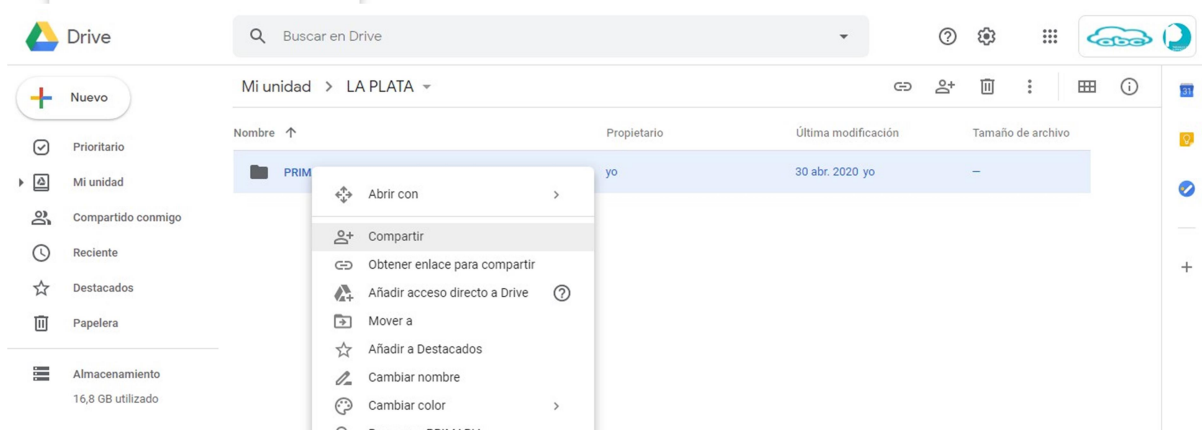 Drive
Buscar en Drive
abc
Nuevo
Mi unidad > LA PLATA
Nombre
Propietario
Última modificación
Tamaño de archivo
Prioritario
Mi unidad
Compartido conmigo
Reciente
Destacados
Papelera
Almacenamiento
16,8 GB utilizado
PRIM
yo
30 abr. 2020 yo
–
31
Abrir con
Compartir
Obtener enlace para compartir
Añadir acceso directo a Drive
Mover a
Añadir a Destacados
Cambiar nombre
Cambiar color